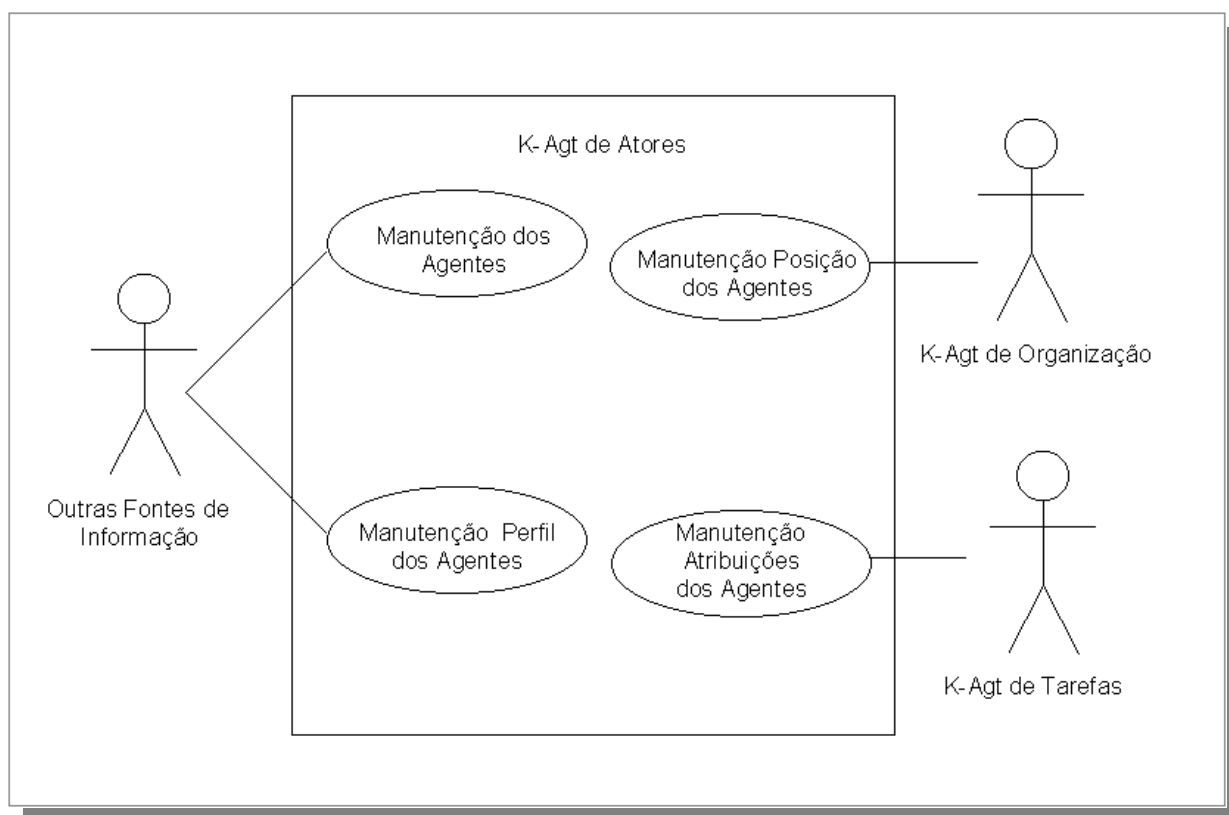 K-Agt de Atores
Manutenção dos
Agentes
Manutenção Posição
dos Agentes
K-Agt de Organização
Outras Fontes de
Informação
Manutenção Perfil
dos Agentes
Manutenção
Atribuições
dos Agentes
K-Agt de Tarefas